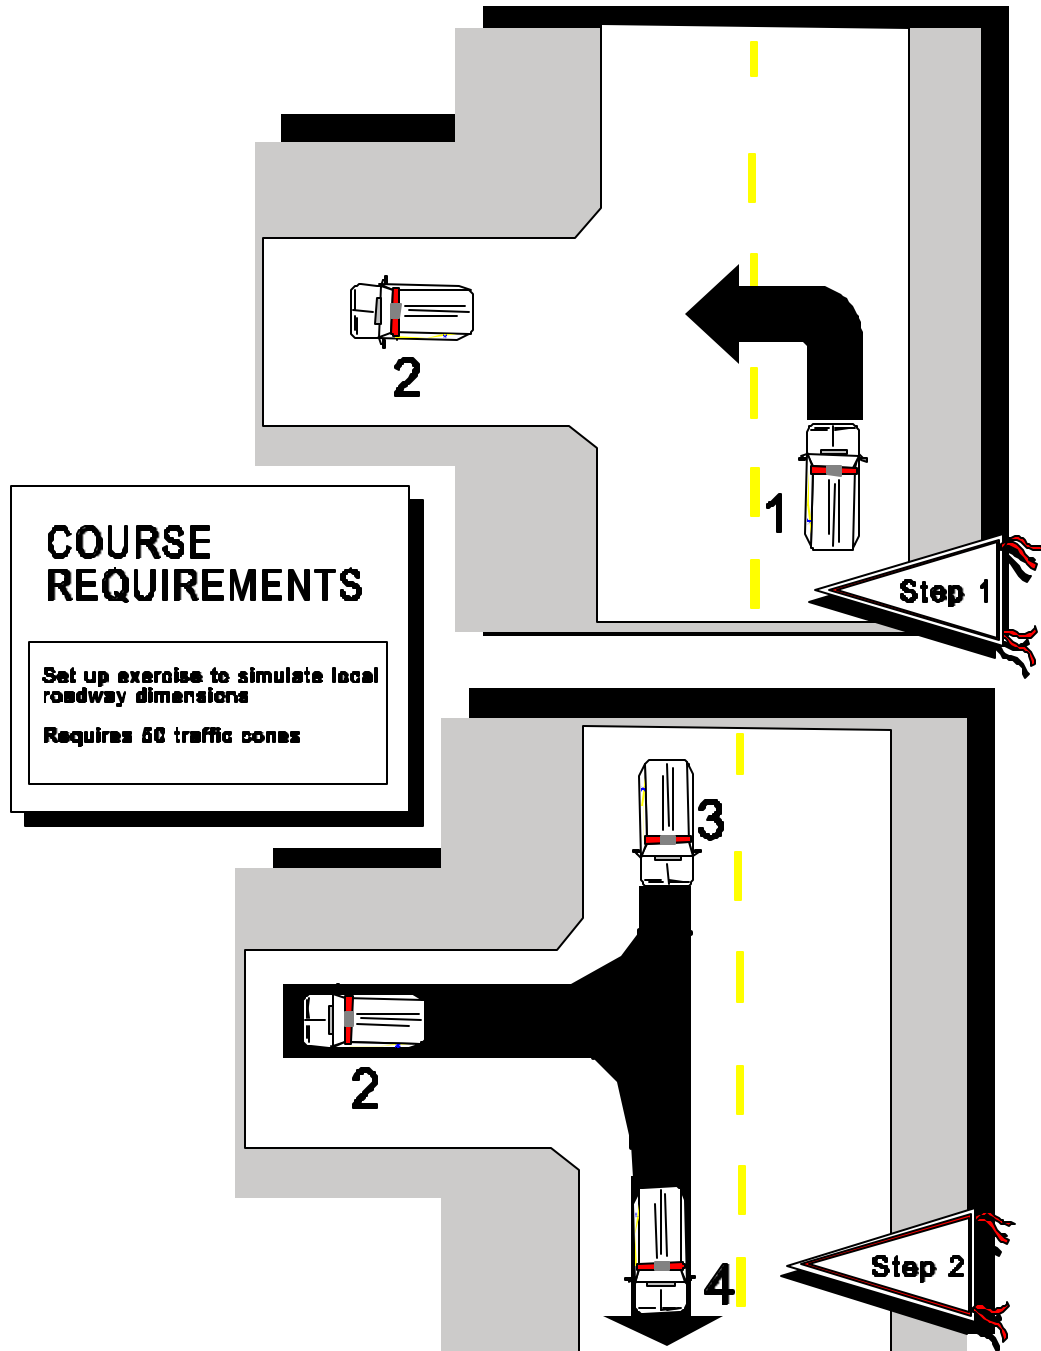 2
1
Step 1
COURSE
REQUIREMENTS
Set up exercise to simulate local
roadway dimensions
Requires 50 traffic cones
3
2
Step 2
4